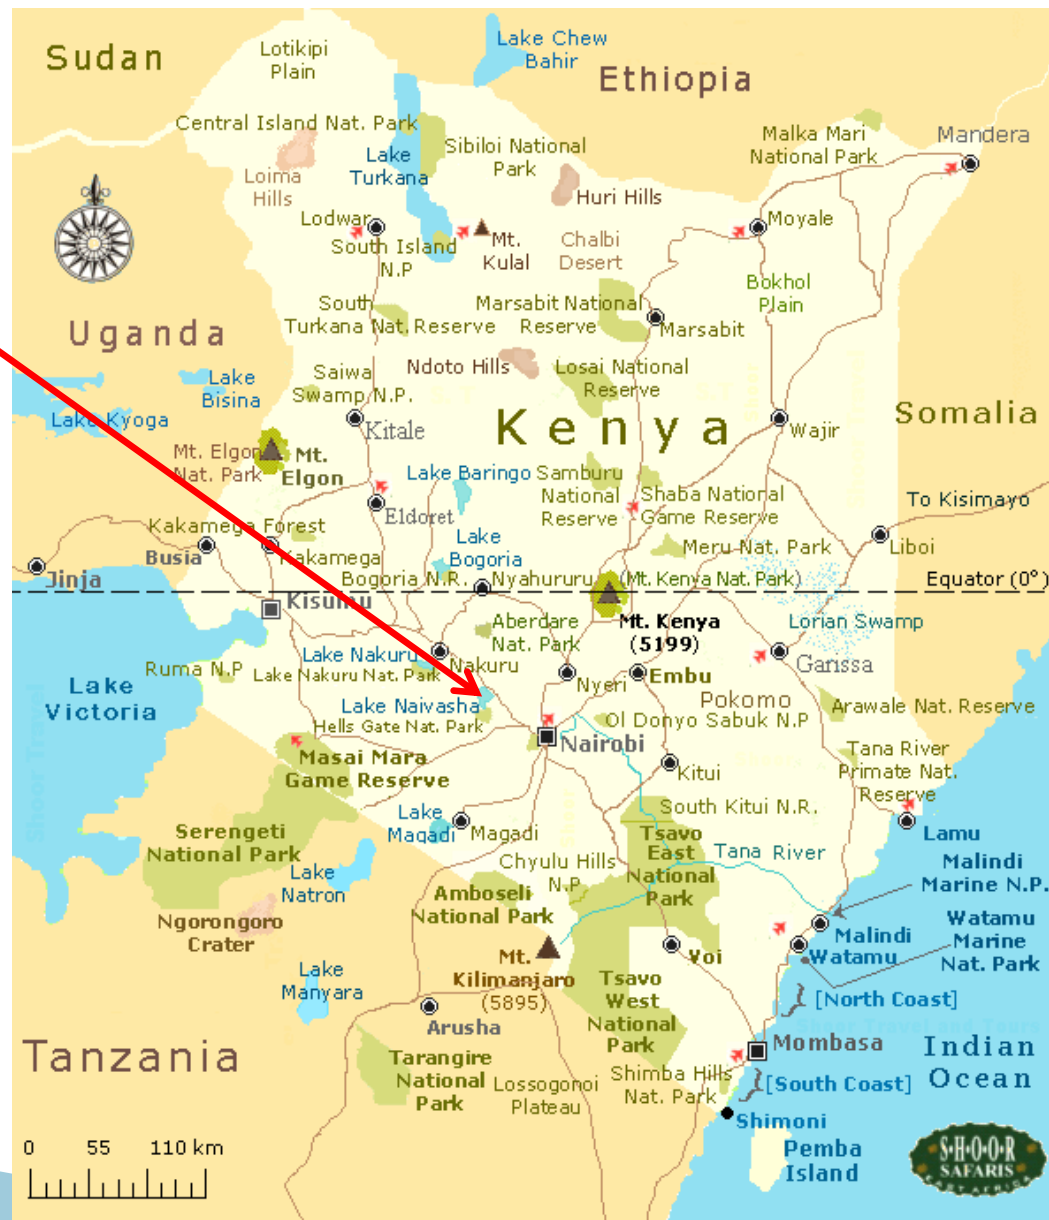 Sudan
Lotikipi
Plain
Lake Chew
Bahir
Ethiopia
Central Island Nat. Park
Malka Mari
National Park
Mandera
Sibiloi National
Park
Lake
Turkana
Loima
Hills
Huri Hills
Lodwar
South Island
N.P
Mt.
Kulal
Chalbi
Desert
Moyale
Bokhol
Plain
Uganda
South
Turkana Nat. Reserve
Marsabit National
Reserve
Marsabit
Ndoto Hills
Losai National
Reserve
Lake
Bisina
Saiwa
Swamp N.P.
Lake Kyoga
Kitale
Kenya
Wajir
Somalia
Mt. Elgon
Nat. Park
Mt.
Elgon
Lake Baringo
Samburu
National
Reserve
Shaba National
Game Reserve
To Kisimayo
Eldoret
Kakamega Forest
Busia
Kakamega
Lake
Bogoria
Meru Nat. Park
Liboi
Jinja
Bogoria N.R.
Nyahururu
(Mt. Kenya Nat. Park)
Equator (0°)
Kisumu
Aberdare
Nat. Park
Mt. Kenya
(5199)
Lorian Swamp
Ruma N.P
Lake Nakuru
Nakuru
Lake Nakuru Nat. Park
Nyeri
Embu
Garissa
Lake
Victoria
Lake Naivasha
Hells Gate Nat. Park
Pokomo
Ol Donyo Sabuk N.P
Arawale Nat. Reserve
Nairobi
Masai Mara
Game Reserve
Kitui
Tana River
Primate Nat.
Reserve
Lake
Magadi
Magadi
South Kitui N.R.
Lamu
Serengeti
National Park
Chyulu Hills
N.P.
Tsavo
East
National
Park
Tana River
Malindi
Marine N.P.
Lake
Natron
Amboseli
National Park
Ngorongoro
Crater
Watamu
Marine
Nat. Park
Malindi
Watamu
Voi
Mt.
Kilimanjaro
(5895)
Lake
Manyara
Tsavo
West
National
Park
[North Coast]
Arusha
Shoor Travel
Shoor Travel and Tours
Tanzania
Mombasa
Indian
Ocean
Tarangire
National
Park
Lossogonoi
Plateau
Shimba Hills
Nat. Park
[South Coast]
Shimoni
Pemba
Island
0 55 110 km
S·H·O·O·R
SAFARIS
EAST AFRICA